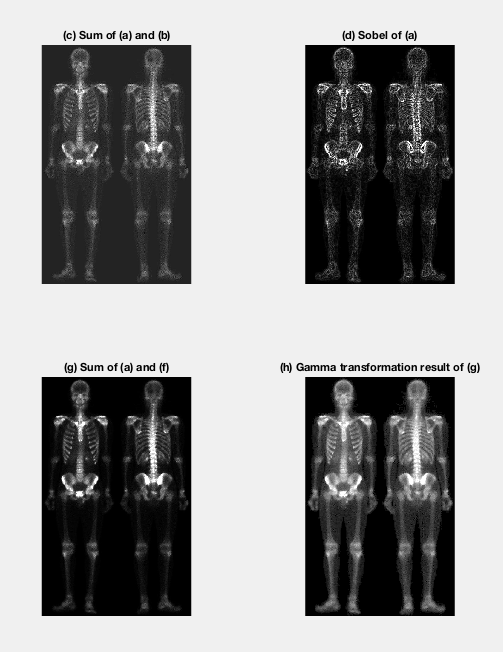 (c) Sum of (a) and (b)
(d) Sobel of (a)
(g) Sum of (a) and (f)
(h) Gamma transformation result of (g)